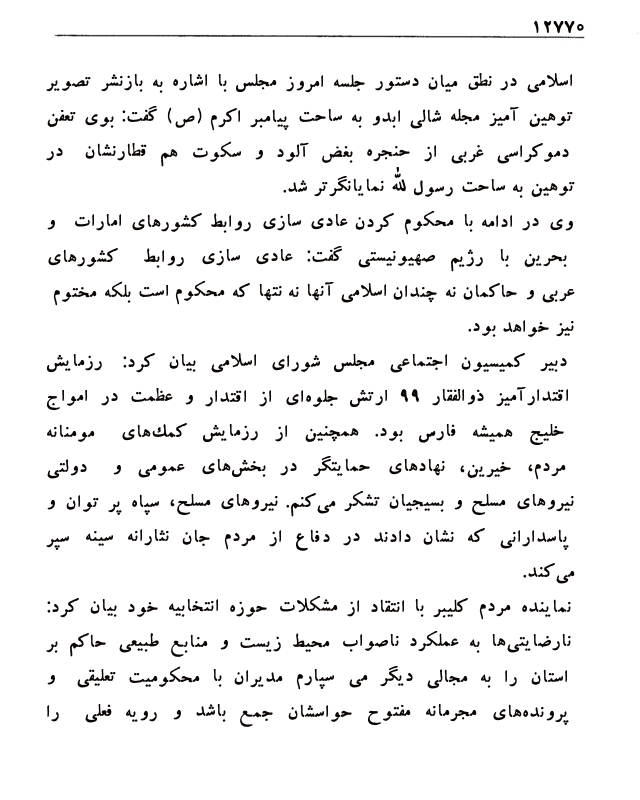 ۱۲۷۷۰
اسلامی در نطق میان دستور جلسه امروز مجلس با اشاره به بازنشر تصویر
توهین آمیز مجله شالی ابدو به ساحت پیامبر اکرم (ص) گفت: بوی تعفن
دموکراسی غربی از حنجره بغض آلود و سکوت هم قطارنشان در
توهین به ساحت رسول لله نمایانگرتر شد.
وی در ادامه با محکوم کردن عادی سازی روابط کشورهای امارات و
بحرین با رژیم صهیونیستی گفت: عادی سازی روابط کشورهای
عربی و حاکمان نه چندان اسلامی آنها نه نتها که محکوم است بلکه مختوم
نیز خواهد بود.
دبیر کمیسیون اجتماعی مجلس شورای اسلامی بیان کرد: رزمایش
اقتدارآمیز ذوالفقار ۹۹ ارتش جلوه‌ای از اقتدار و عظمت در امواج
خلیج همیشه فارس بود. همچنین از رزمایش کمك‌های مومنانه
مردم، خیرین، نهادهای حمایتگر در بخش‌های عمومی و دولتی
نیروهای مسلح و بسیجیان تشکر می‌کنم. نیروهای مسلح، سپاه پر توان و
پاسدارانی که نشان دادند در دفاع از مردم جان نثارانه سینه سپر
می‌کند.
نماینده مردم کلیبر با انتقاد از مشکلات حوزه انتخابیه خود بیان کرد:
نارضایتی‌ها به عملکرد ناصواب محیط زیست و منابع طبیعی حاکم بر
استان را به مجالی دیگر می سپارم مدیران با محکومیت تعلیقی و
پرونده‌های مجرمانه مفتوح حواسشان جمع باشد و رویه فعلی را